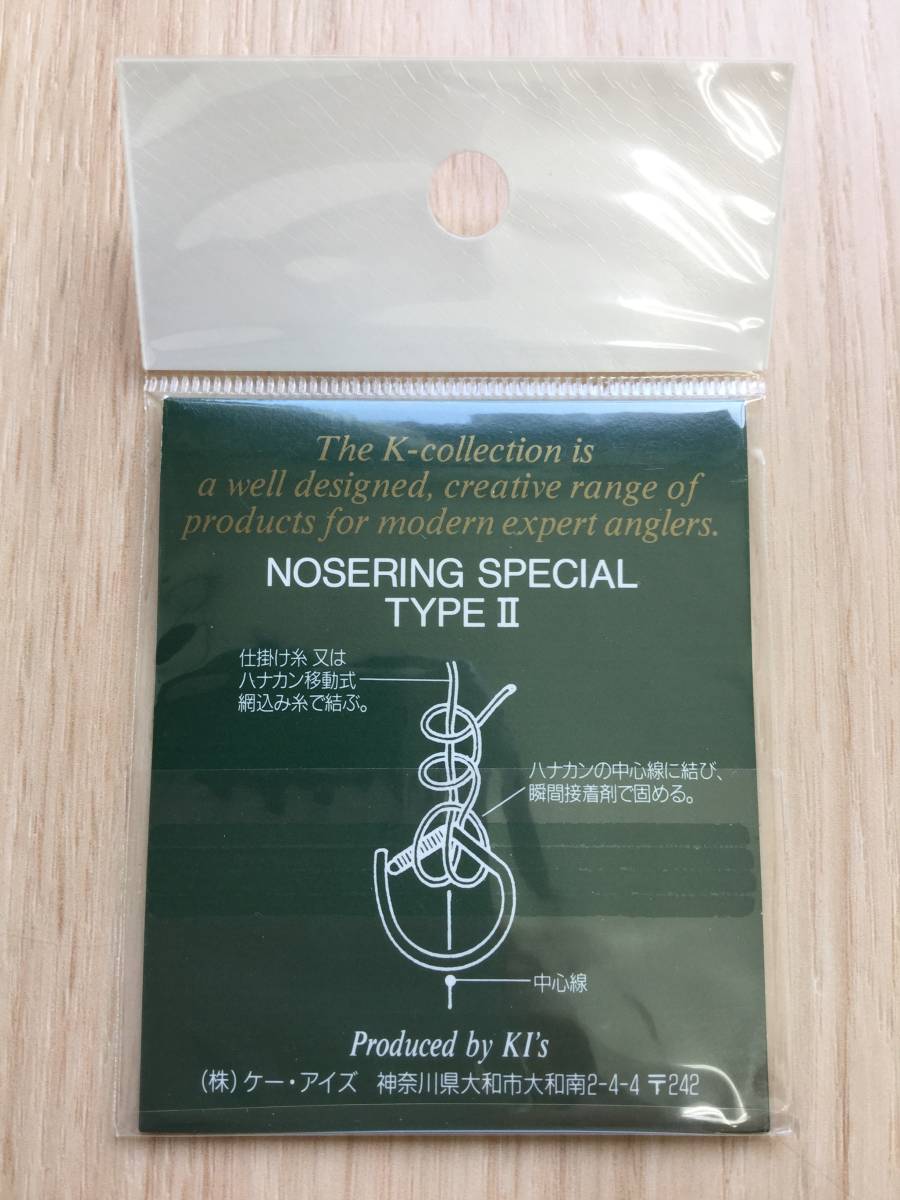 The K-collection is
a well designed, creative range of
products for modern expert anglers.
NOSERING SPECIAL
TYPE II
仕掛け糸 又は
ハナカン移動式
網込み糸で結ぶ。
ハナカンの中心線に結び、
瞬間接着剤で固める。
中心線
Produced by KI's
(株) ケー・アイズ 神奈川県大和市大和南2-4-4 〒242